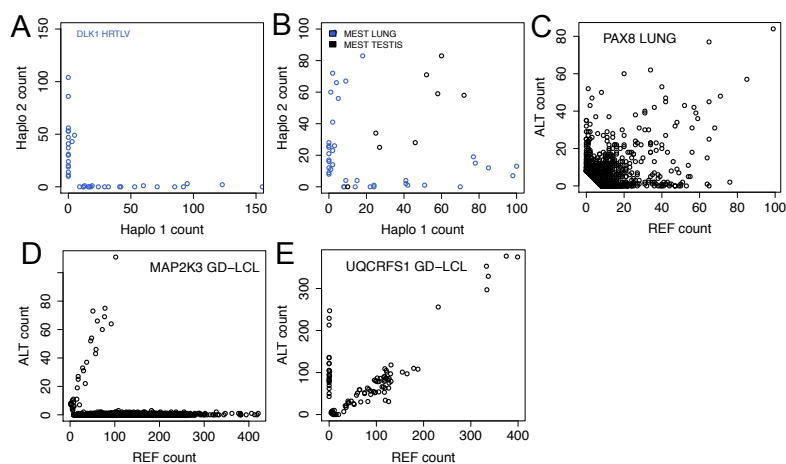 A
DLK1 HRTLV
Haplo 2 count
0 50 100 150
0 50 100 150
Haplo 1 count
B
MEST LUNG
MEST TESTIS
Haplo 2 count
0 20 40 60 80 100
0 20 40 60 80 100
Haplo 1 count
C
PAX8 LUNG
ALT count
0 20 40 60 80
0 20 40 60 80 100
REF count
D
MAP2K3 GD−LCL
ALT count
0 20 40 60 80
0 100 200 300 400
REF count
E
UQCRFS1 GD−LCL
ALT count
0 100 200 300
0 100 200 300 400
REF count